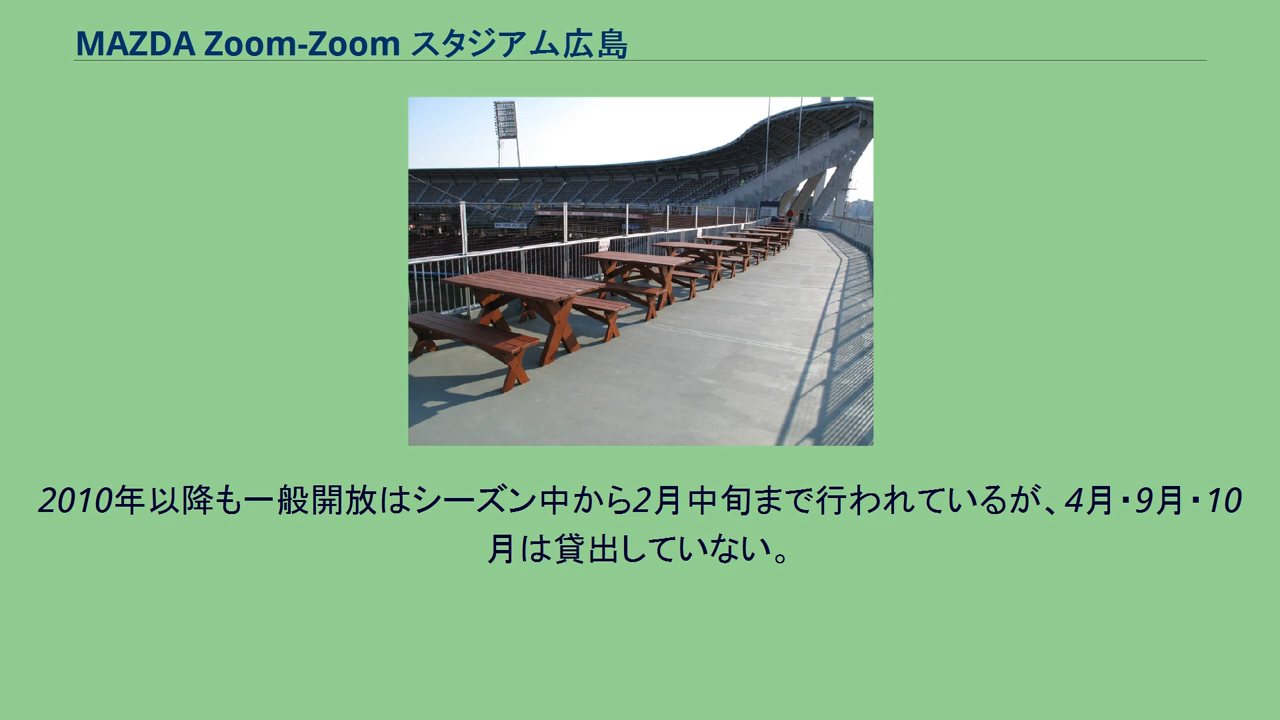 MAZDA Zoom-Zoom スタジアム広島
2010年以降も一般開放はシーズン中から2月中旬まで行われているが、4月・9月・10
月は貸出していない。